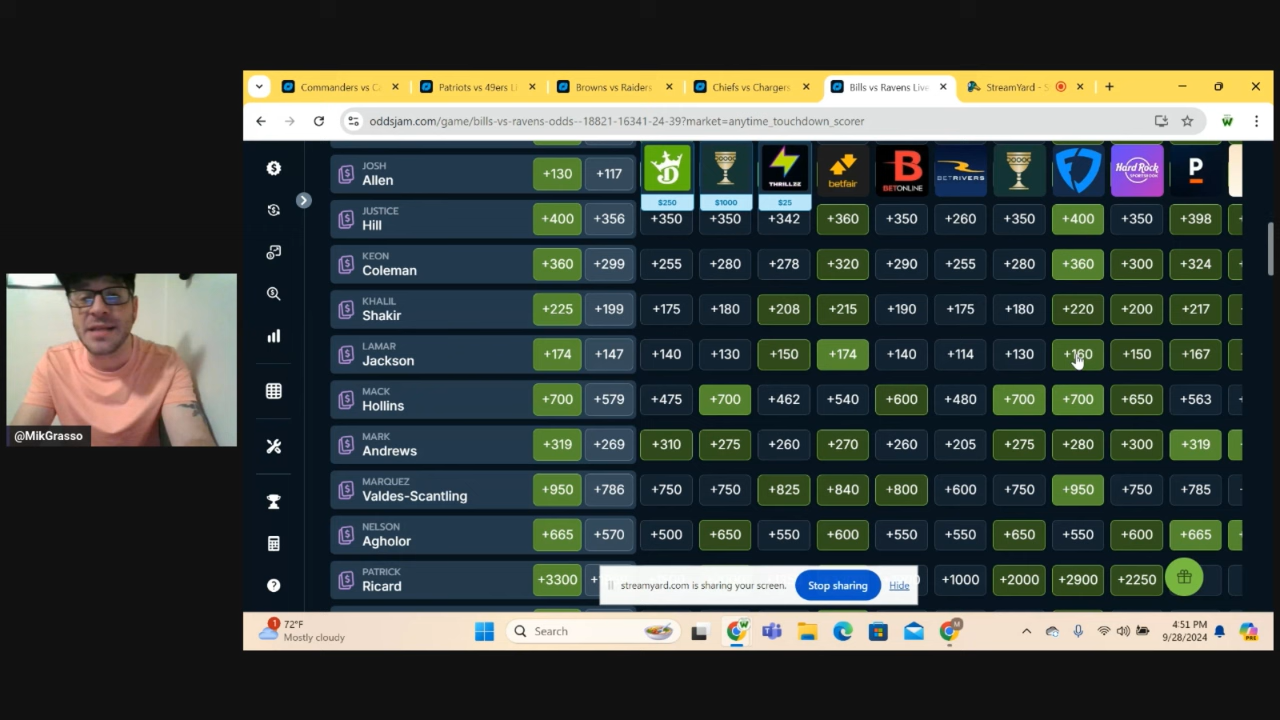 Commanders vs C
Patriots vs 49ers Li
Browns vs Raiders
Chiefs vs Chargers
Bills vs Ravens Live
StreamYard - S
oddsjam.com/game/bills-vs-ravens-odds--18821-16341-24-39?market=anytime_touchdown_scorer
JOSH
Allen +130 +117
THRILLZZ betfair BETONLINE BETRIVERS Hard Rock P
$250 $1000 $25
JUSTICE
Hill +400 +356 +350 +350 +342 +360 +350 +260 +350 +400 +350 +398
KEON
Coleman +360 +299 +255 +280 +278 +320 +290 +255 +280 +360 +300 +324
KHALIL
Shakir +225 +199 +175 +180 +208 +215 +190 +175 +180 +220 +200 +217
LAMAR
Jackson +174 +147 +140 +130 +150 +174 +140 +114 +130 +160 +150 +167
MACK
Hollins +700 +579 +475 +700 +462 +540 +600 +480 +700 +700 +650 +563
MARK
Andrews +319 +269 +310 +275 +260 +270 +260 +205 +275 +280 +300 +319
MARQUEZ
Valdes-Scantling +950 +786 +750 +750 +825 +840 +800 +600 +750 +950 +750 +785
NELSON
Agholor +665 +570 +500 +650 +550 +600 +550 +550 +650 +550 +600 +665
PATRICK
Ricard +3300 +1000 +2000 +2900 +2250
streamyard.com is sharing your screen. Stop sharing Hide
@MikGrasso
1 72°F
Mostly cloudy
Search
4:51 PM
9/28/2024